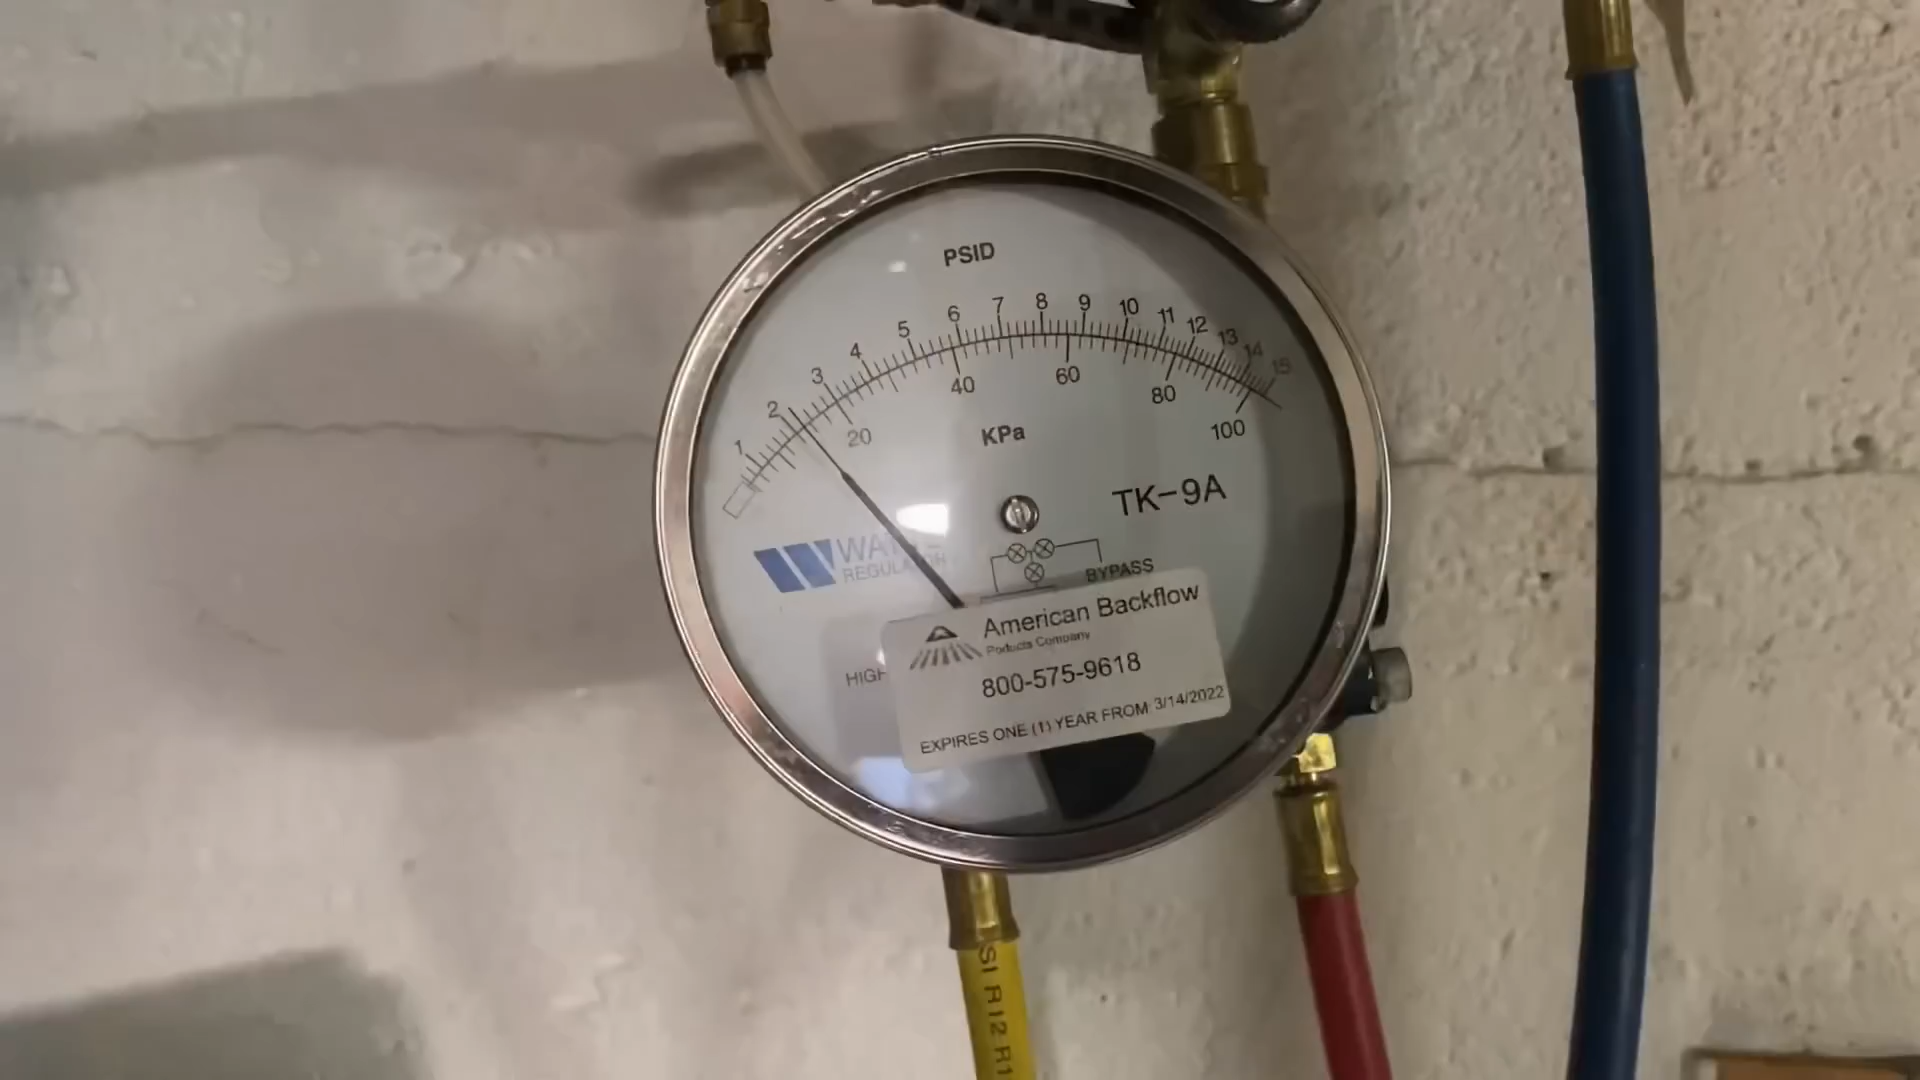 PSID
1 2 3 4 5 6 7 8 9 10 11 12 13 14 15
20 40 60 80 100
KPa
TK-9A
BYPASS
American Backflow
Products Company
800-575-9618
HIGH
EXPIRES ONE (1) YEAR FROM: 3/14/2022